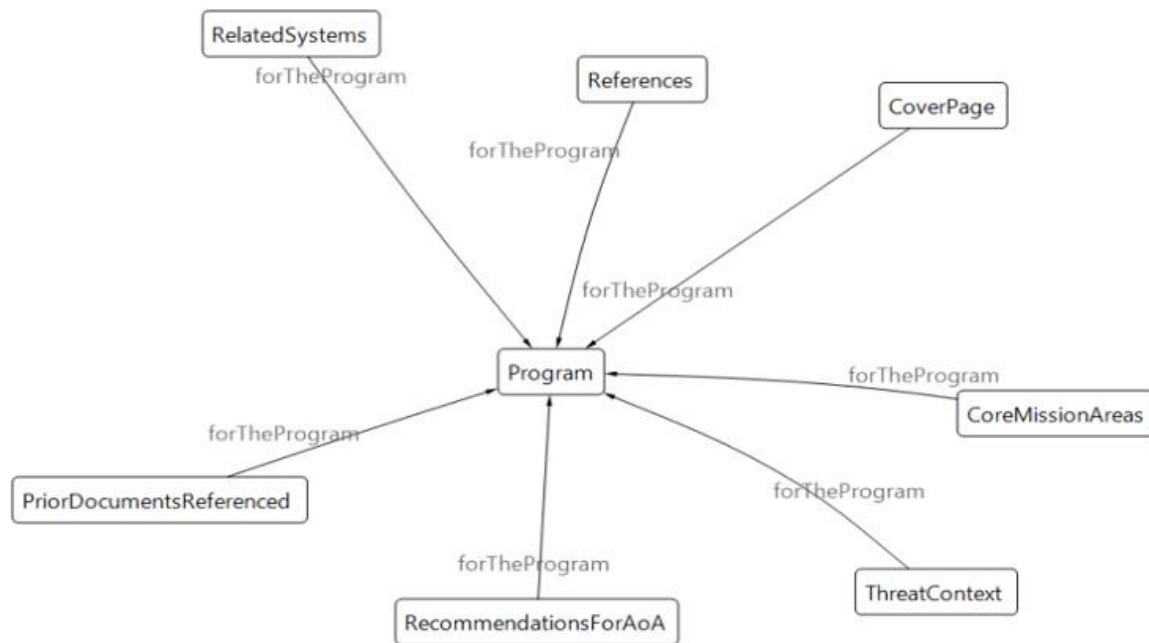 RelatedSystems
forTheProgram
References
CoverPage
forTheProgram
forTheProgram
Program
forTheProgram
CoreMissionAreas
forTheProgram
PriorDocumentsReferenced
forTheProgram
forTheProgram
ThreatContext
RecommendationsForAoA